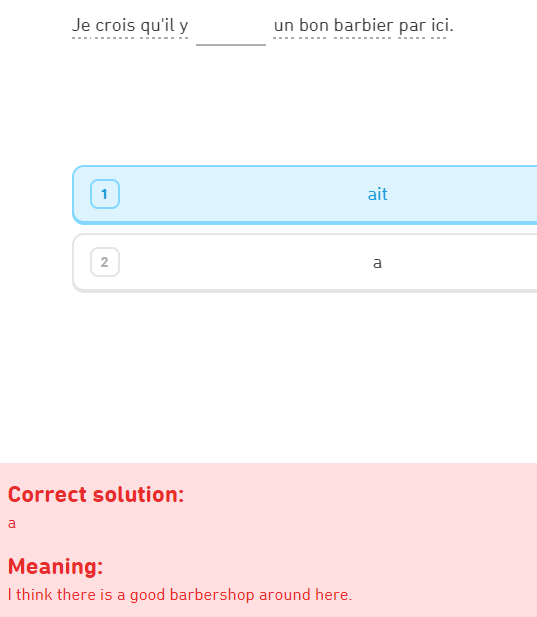 Je crois qu'il y ______ un bon barbier par ici.
1 ait
2 a
Correct solution:
a
Meaning:
I think there is a good barbershop around here.